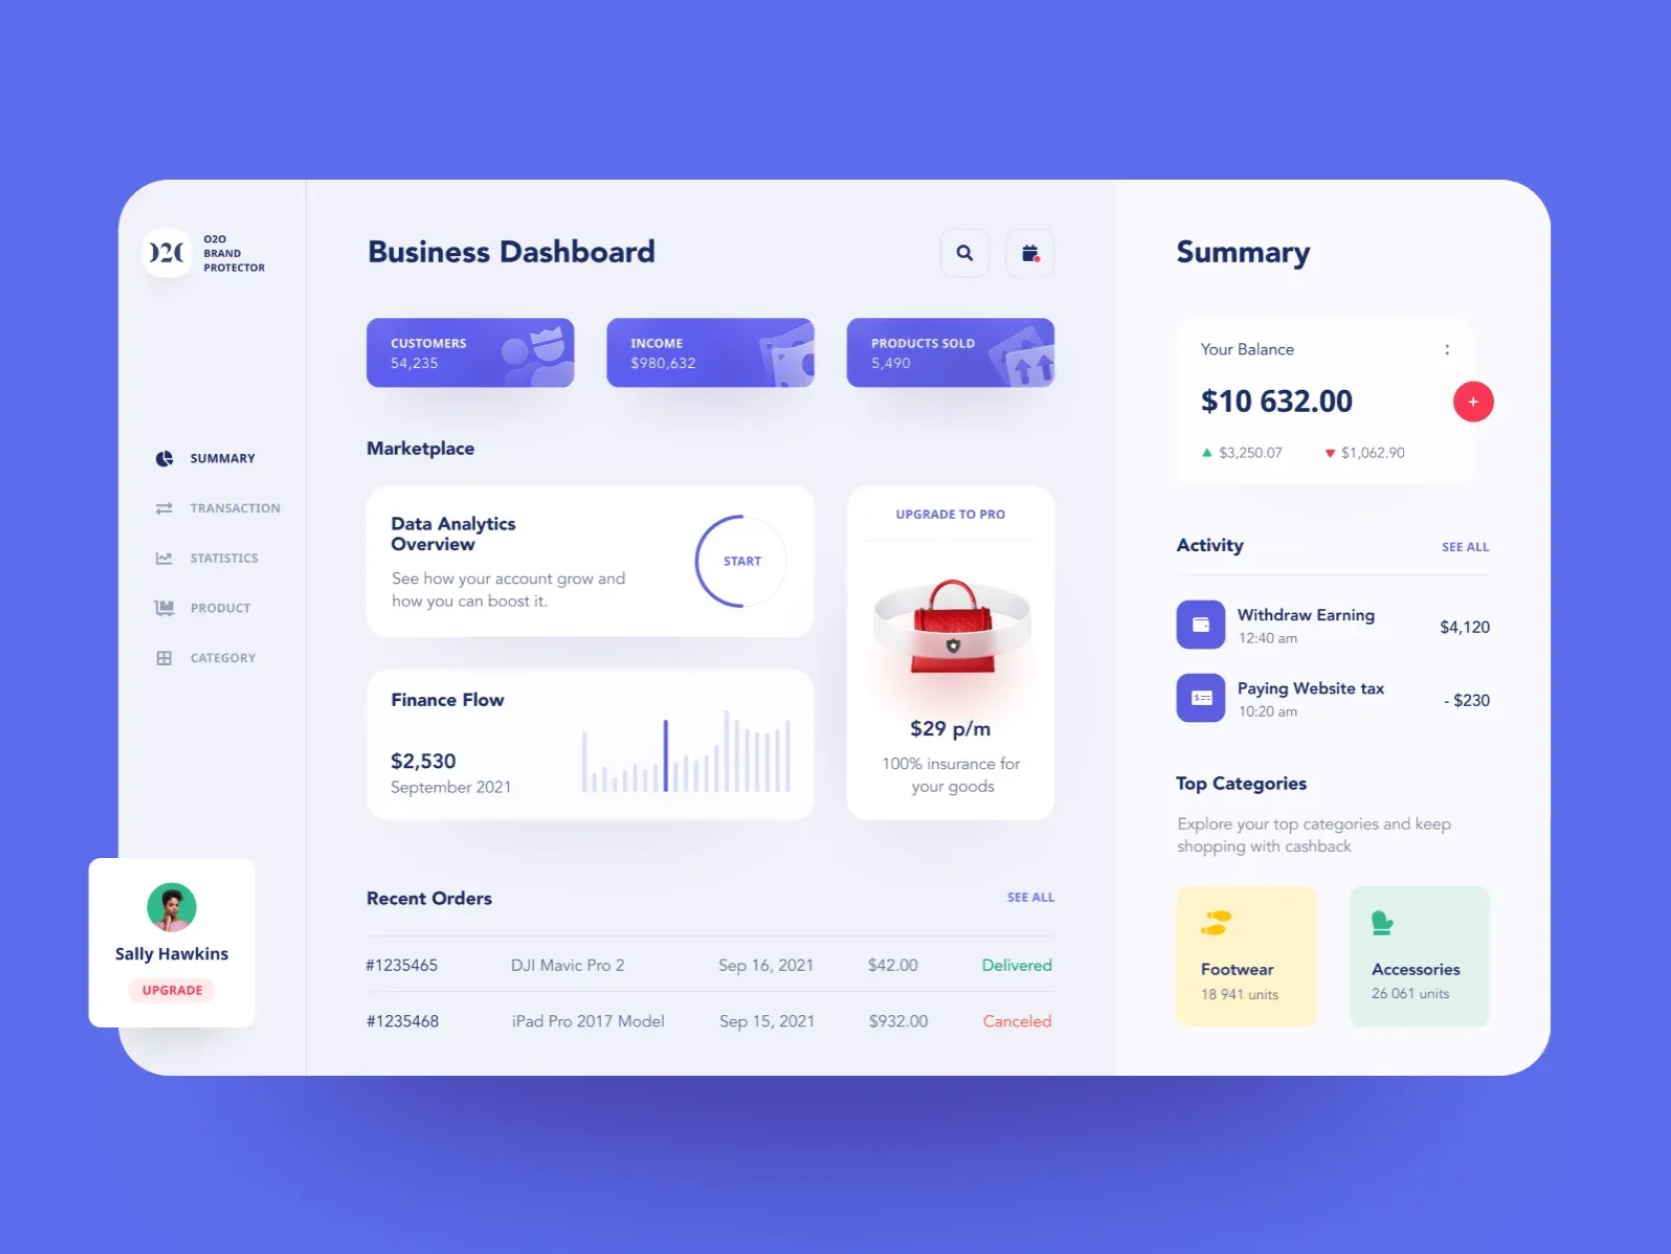 O2O
BRAND
PROTECTOR
SUMMARY
TRANSACTION
STATISTICS
PRODUCT
CATEGORY
Sally Hawkins
UPGRADE
Business Dashboard
CUSTOMERS
54,235
INCOME
$980,632
PRODUCTS SOLD
5,490
Marketplace
Data Analytics
Overview
See how your account grow and
how you can boost it.
START
Finance Flow
$2,530
September 2021
UPGRADE TO PRO
$29 p/m
100% insurance for
your goods
Recent Orders
SEE ALL
#1235465 DJI Mavic Pro 2 Sep 16, 2021 $42.00 Delivered
#1235468 iPad Pro 2017 Model Sep 15, 2021 $932.00 Canceled
Summary
Your Balance
$10 632.00
+
$3,250.07 $1,062.90
Activity
SEE ALL
Withdraw Earning
12:40 am
$4,120
Paying Website tax
10:20 am
- $230
Top Categories
Explore your top categories and keep
shopping with cashback
Footwear
18 941 units
Accessories
26 061 units